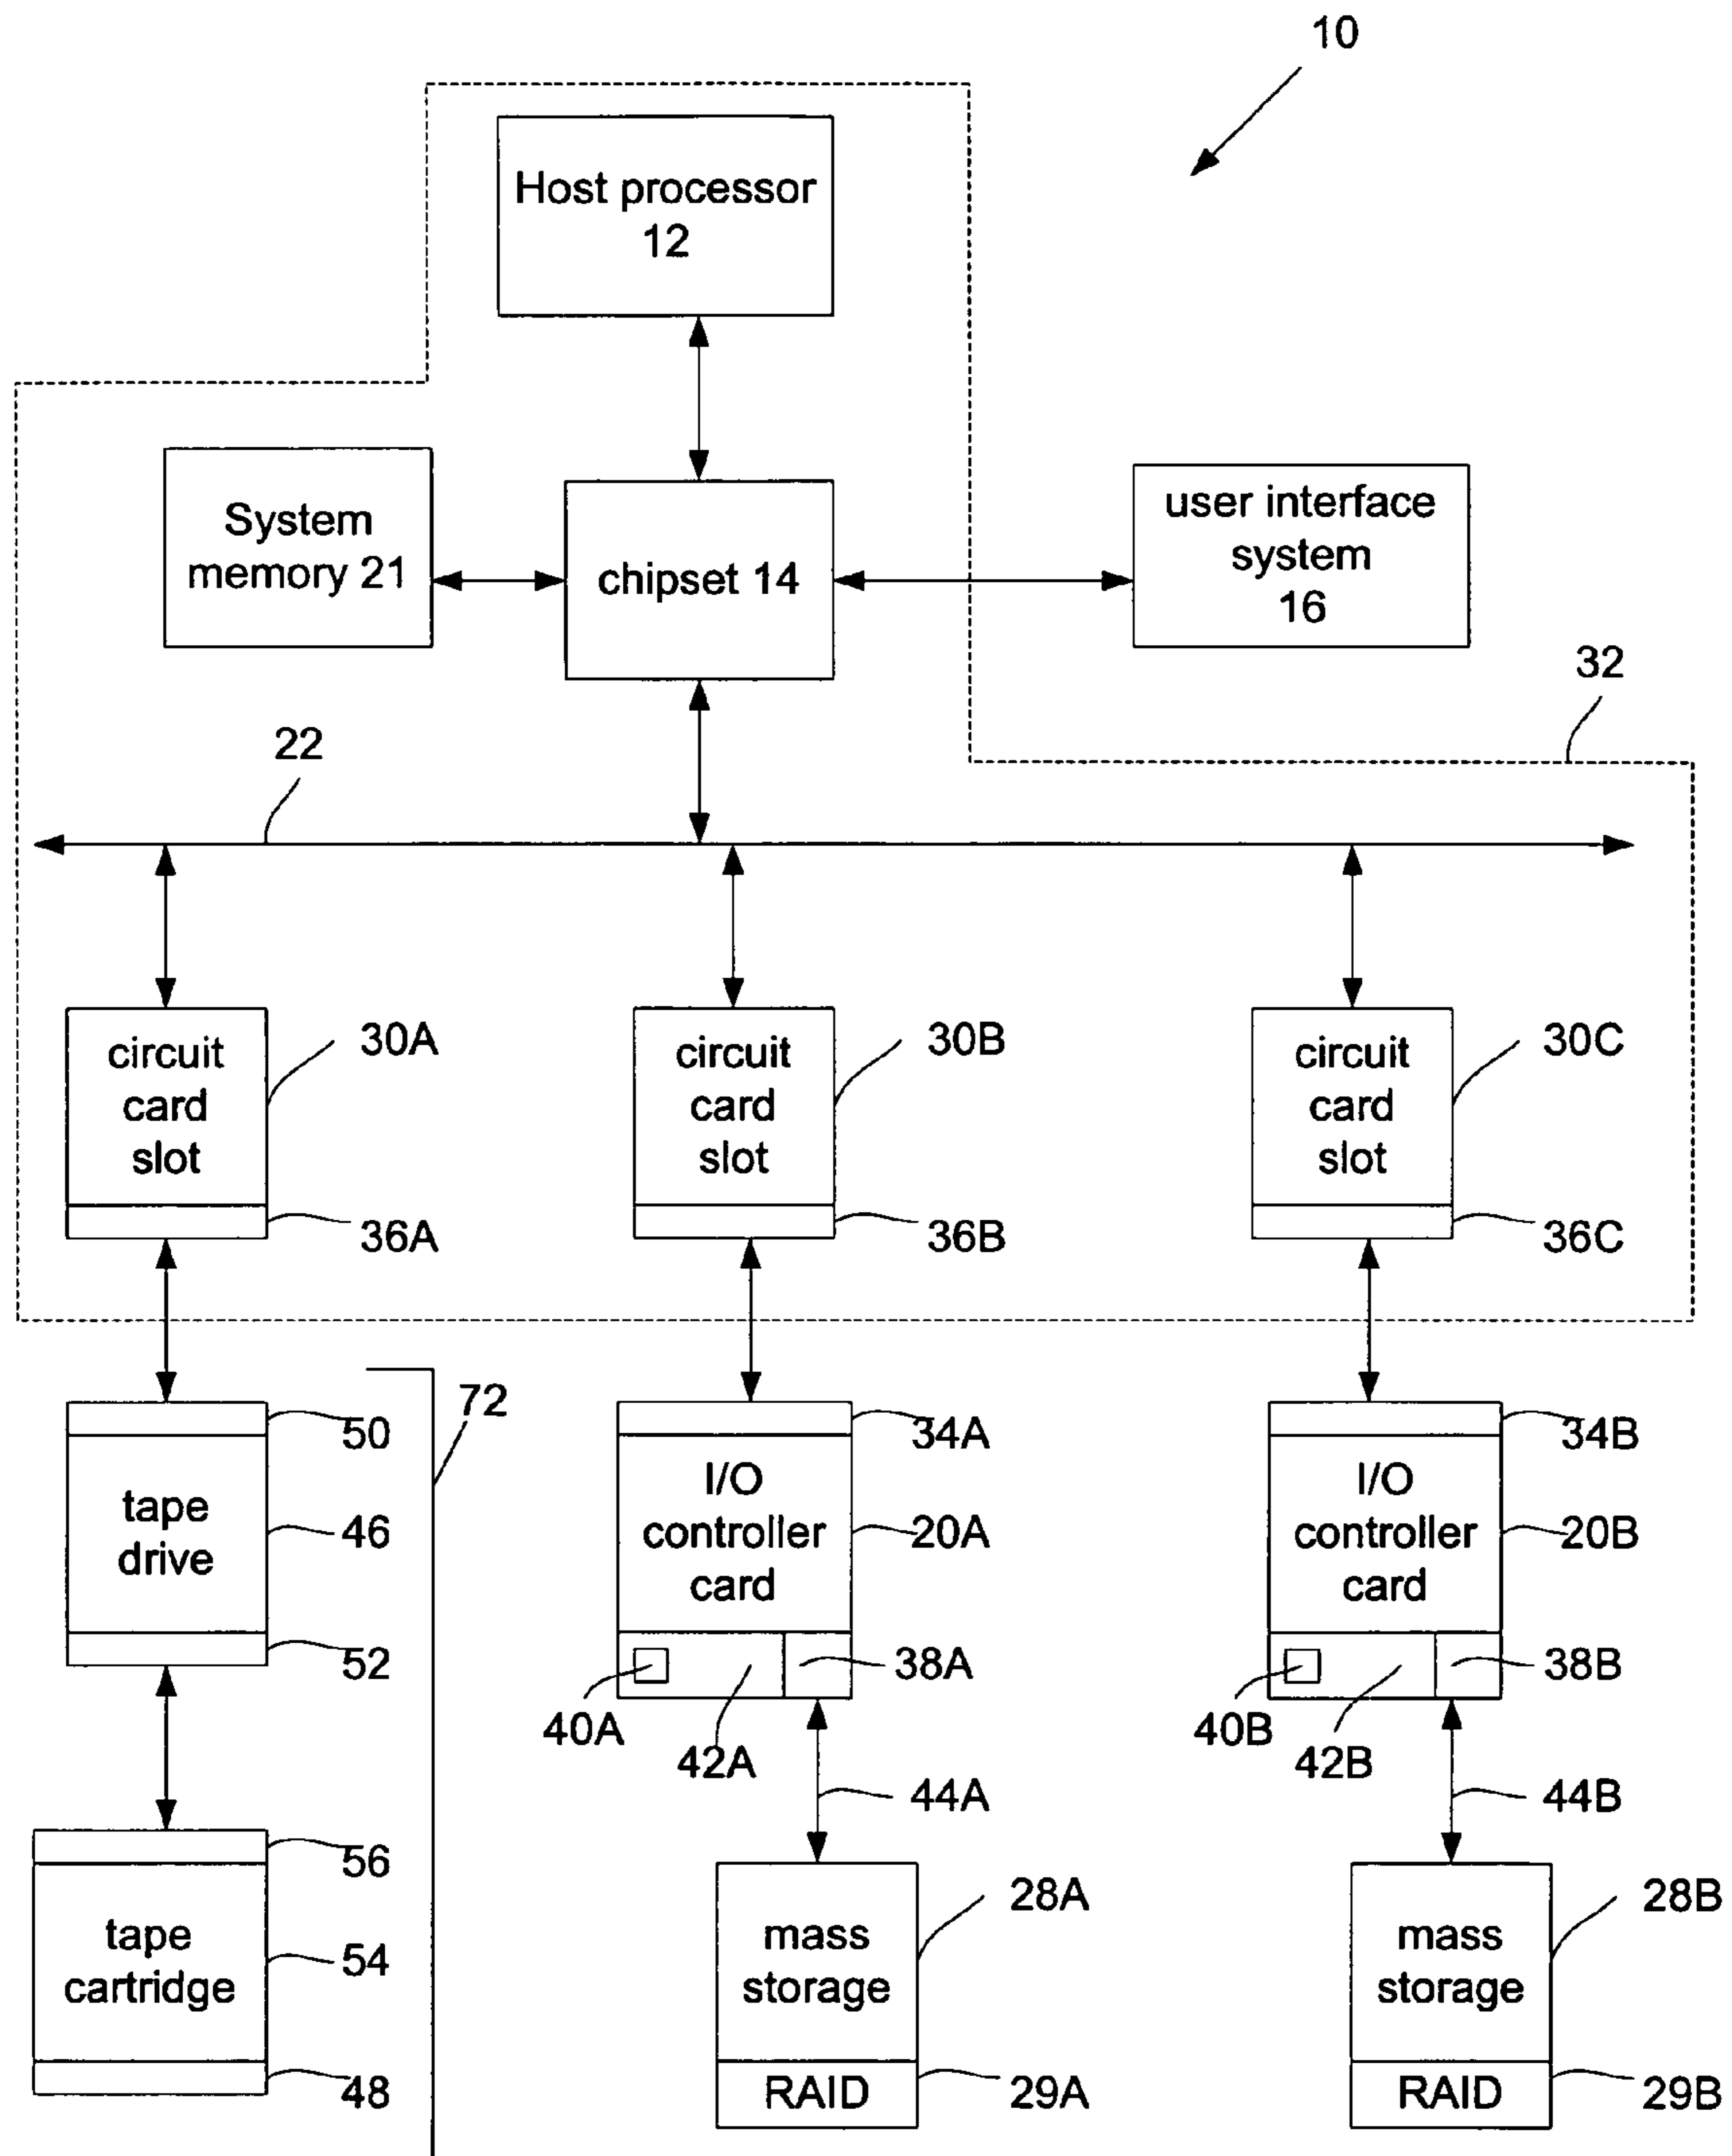 10
Host processor
12
System
memory 21
chipset 14
user interface
system
16
32
22
circuit
card
slot
30A
circuit
card
slot
30B
circuit
card
slot
30C
36A
36B
36C
72
50
34A
34B
tape
drive
46
I/O
controller
card
20A
I/O
controller
card
20B
52
38A
38B
40A
42A
40B
42B
44A
44B
56
tape
cartridge
54
mass
storage
28A
mass
storage
28B
48
RAID
29A
RAID
29B